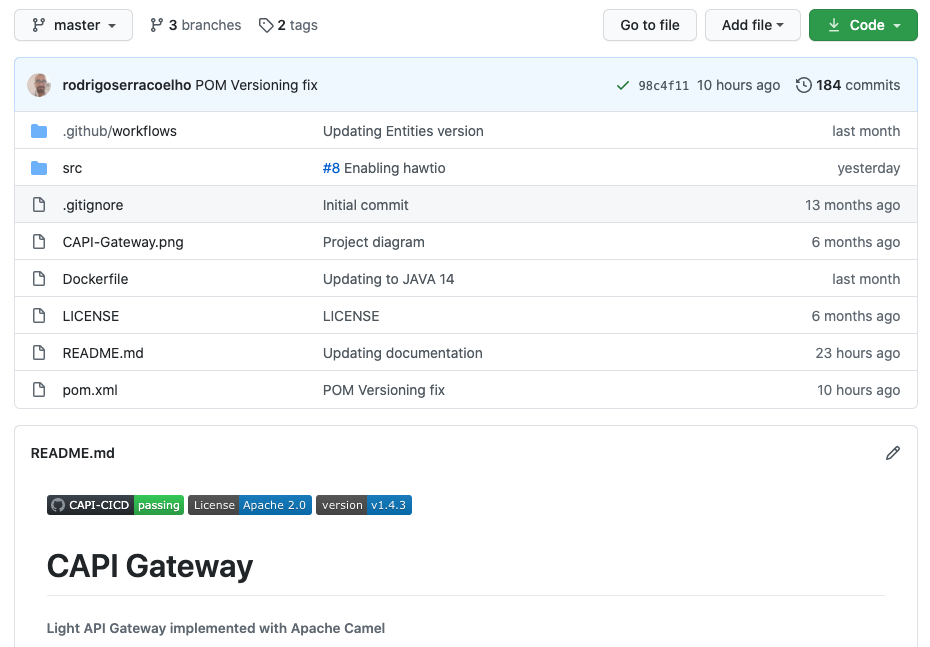 master 3 branches 2 tags Go to file Add file Code
rodrigoserracoelho POM Versioning fix 98c4f11 10 hours ago 184 commits
.github/workflows Updating Entities version last month
src #8 Enabling hawtio yesterday
.gitignore Initial commit 13 months ago
CAPI-Gateway.png Project diagram 6 months ago
Dockerfile Updating to JAVA 14 last month
LICENSE LICENSE 6 months ago
README.md Updating documentation 23 hours ago
pom.xml POM Versioning fix 10 hours ago
README.md
CAPI-CICD passing License Apache 2.0 version v1.4.3
CAPI Gateway
Light API Gateway implemented with Apache Camel